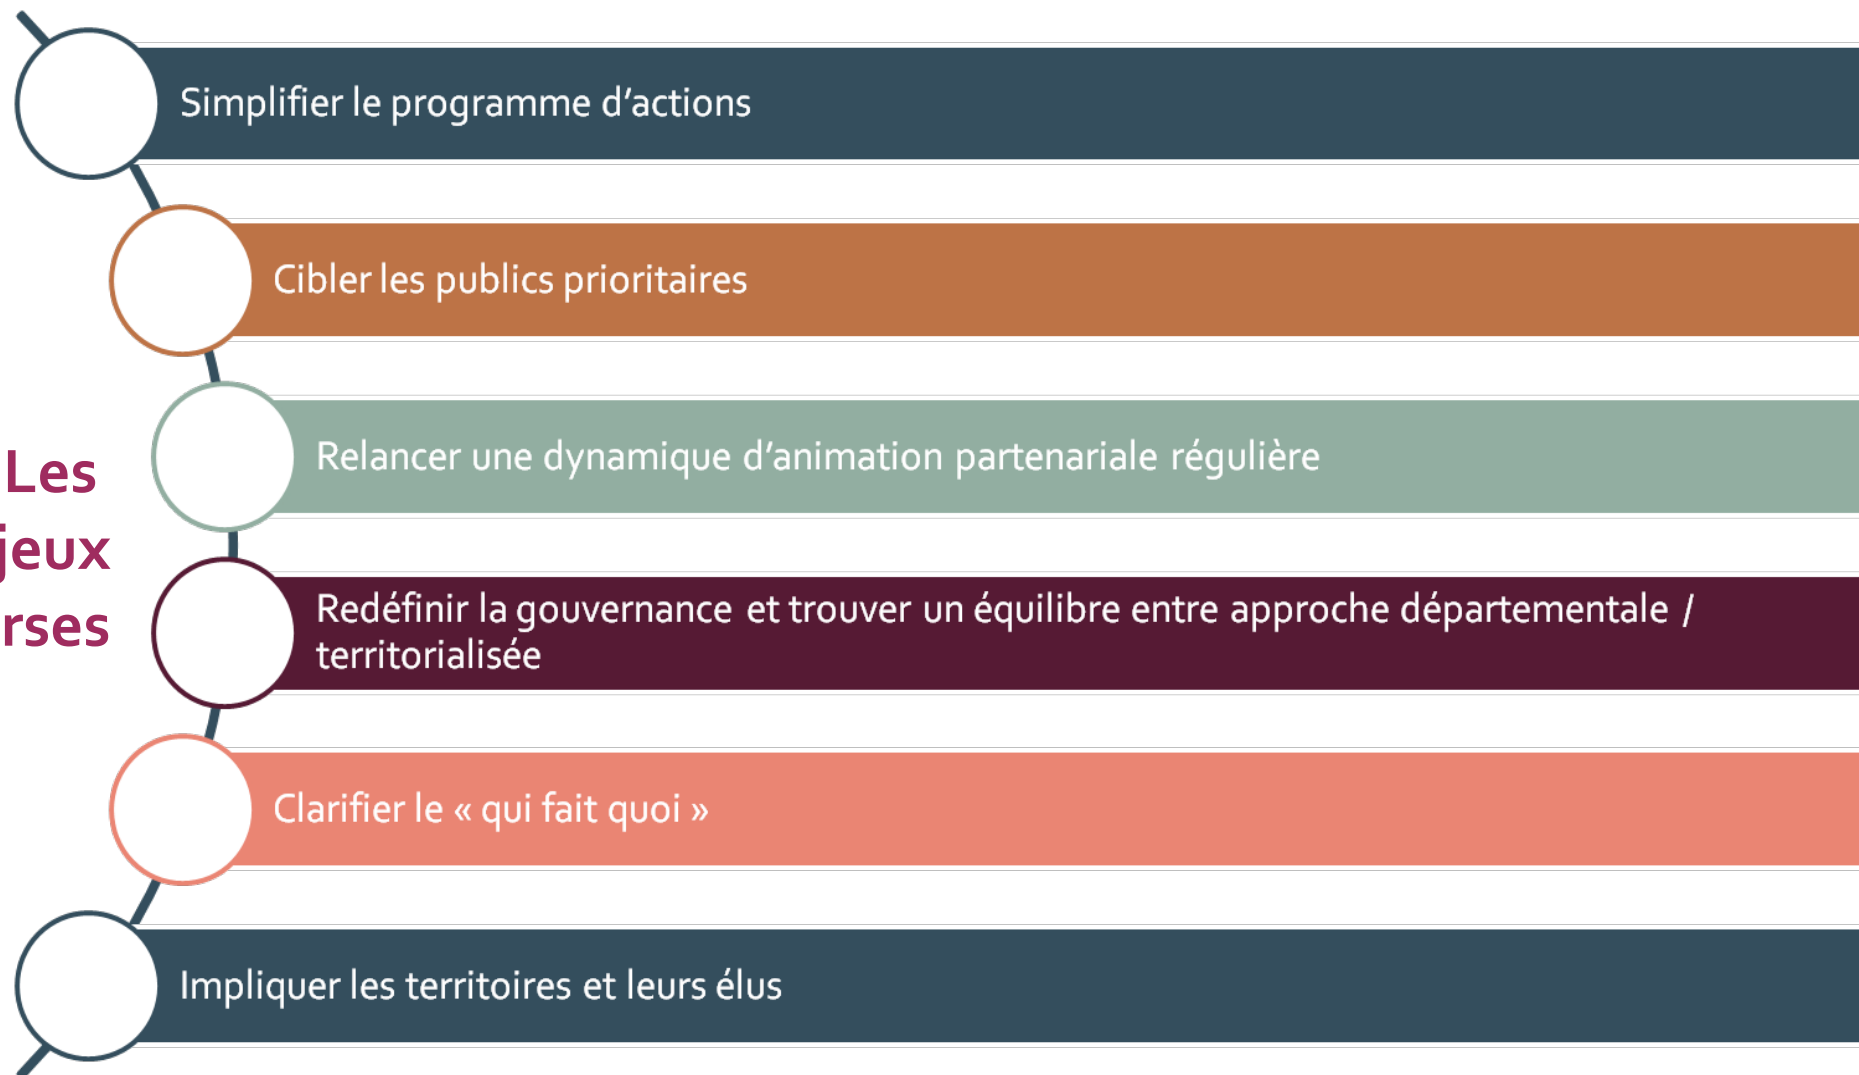 Simplifier le programme d'actions
Cibler les publics prioritaires
Relancer une dynamique d'animation partenariale régulière
Les
jeux
rses
Redéfinir la gouvernance et trouver un équilibre entre approche départementale /
territorialisée
Clarifier le « qui fait quoi »
Impliquer les territoires et leurs élus